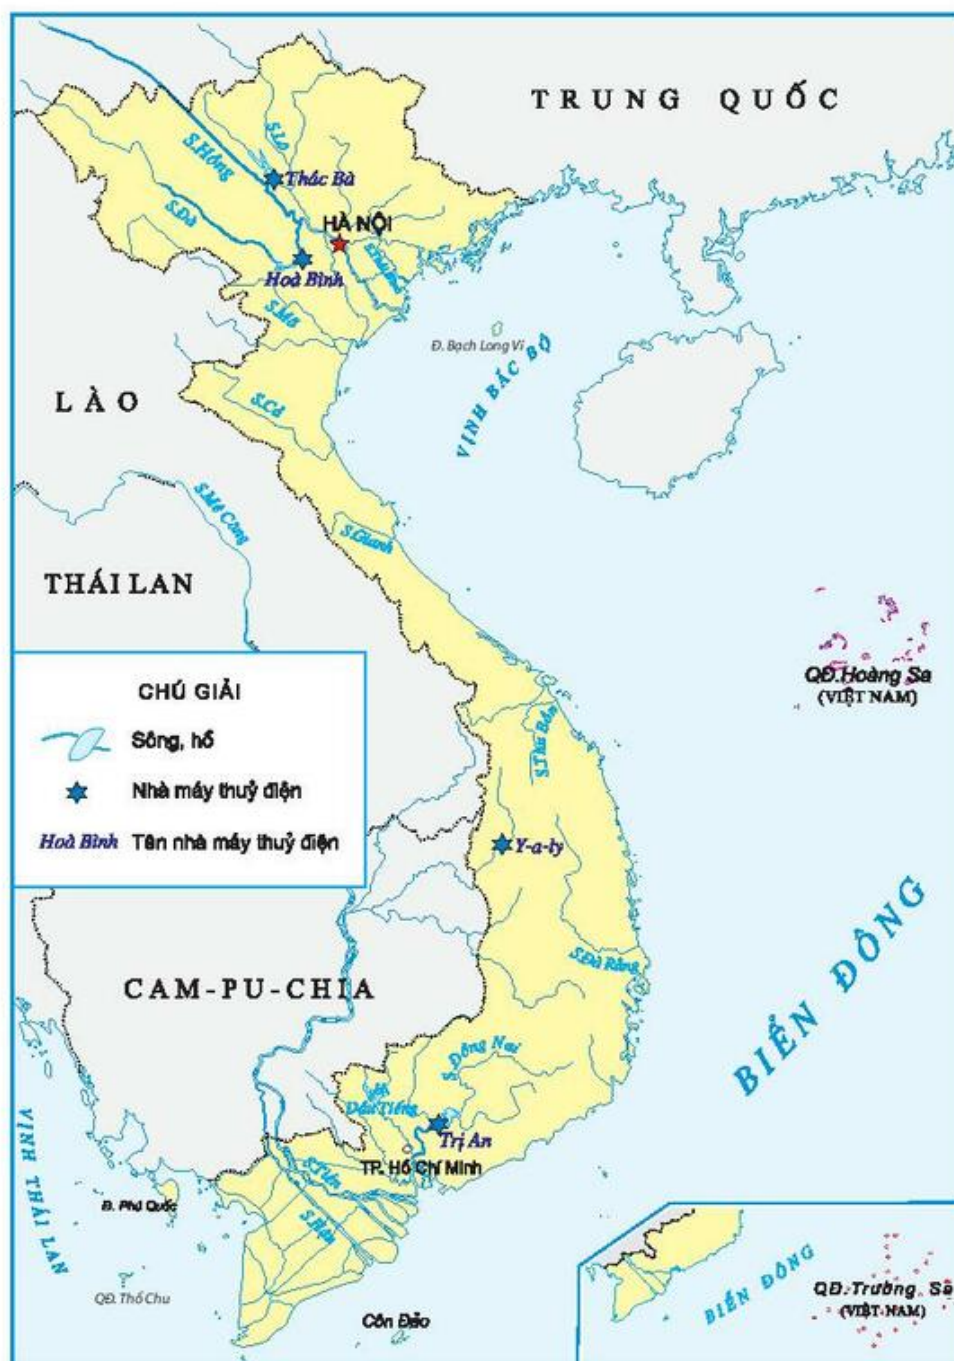 TRUNG QUỐC
S.Lô
S.Hồng
Thác Bà
S.Đà
HÀ NỘI
Hoà Bình
S.Mã
Đ. Bạch Long Vĩ
VỊNH BẮC BỘ
LÀO
S.Cả
S.Mê Công
S.Gianh
THÁI LAN
QĐ.Hoàng Sa
(VIỆT NAM)
CHÚ GIẢI
Sông, hồ
Nhà máy thuỷ điện
Hoà Bình
Tên nhà máy thuỷ điện
S.Thu Bồn
Y-a-ly
S.Đà Rằng
CAM-PU-CHIA
BIỂN ĐÔNG
S.Đồng Nai
Dầu Tiếng
Trị An
TP. Hồ Chí Minh
S.Tiền
S.Hậu
VỊNH THÁI LAN
Đ. Phú Quốc
QĐ. Thổ Chu
Côn Đảo
BIỂN ĐÔNG
QĐ.Trường Sa
(VIỆT NAM)